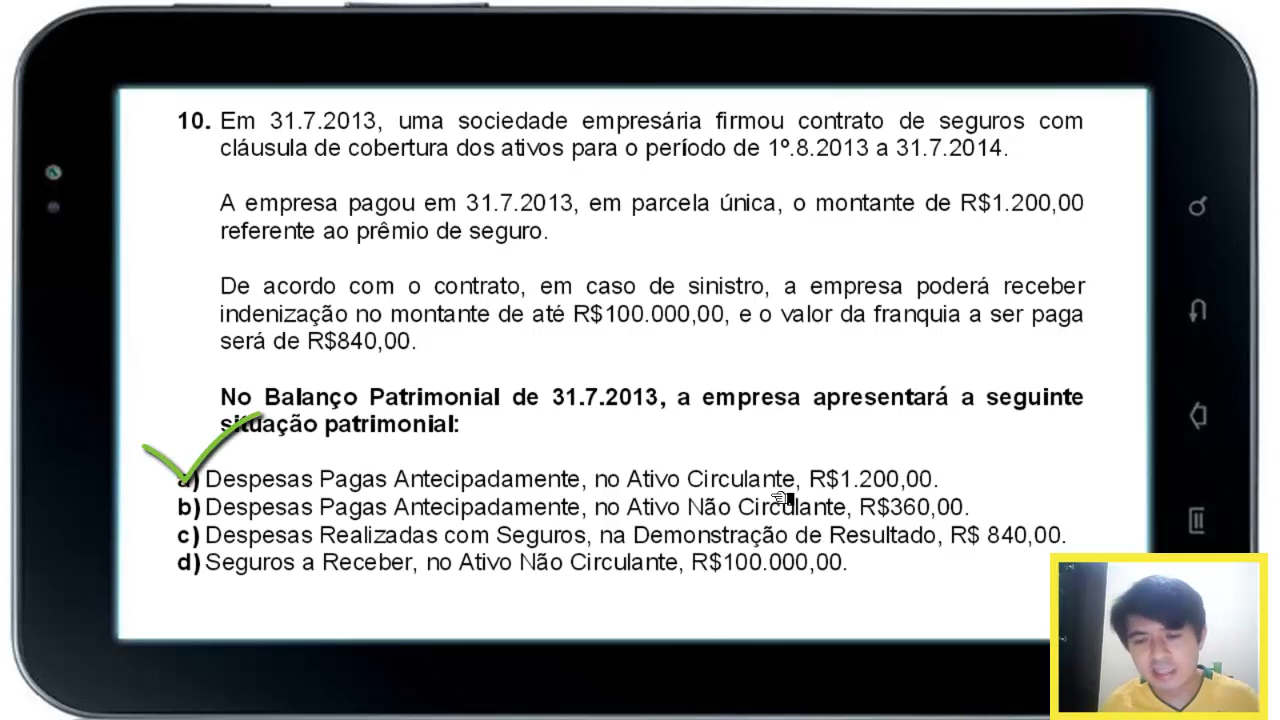 10. Em 31.7.2013, uma sociedade empresária firmou contrato de seguros com
cláusula de cobertura dos ativos para o período de 1º.8.2013 a 31.7.2014.
A empresa pagou em 31.7.2013, em parcela única, o montante de R$1.200,00
referente ao prêmio de seguro.
De acordo com o contrato, em caso de sinistro, a empresa poderá receber
indenização no montante de até R$100.000,00, e o valor da franquia a ser paga
será de R$840,00.
No Balanço Patrimonial de 31.7.2013, a empresa apresentará a seguinte
situação patrimonial:
a) Despesas Pagas Antecipadamente, no Ativo Circulante, R$1.200,00.
b) Despesas Pagas Antecipadamente, no Ativo Não Circulante, R$360,00.
c) Despesas Realizadas com Seguros, na Demonstração de Resultado, R$ 840,00.
d) Seguros a Receber, no Ativo Não Circulante, R$100.000,00.